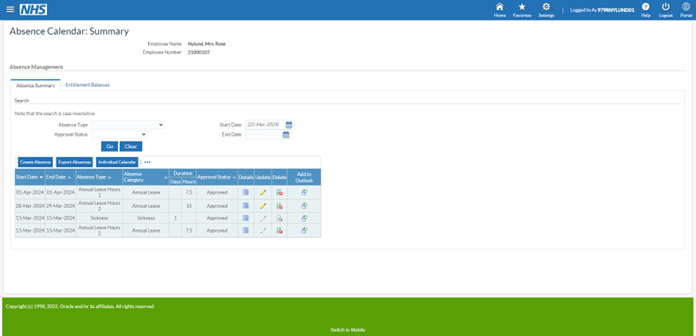 NHS
Home
Favorites
Settings
Logged In As 979RNYLUND01
Help
Logout
Portal
Absence Calendar: Summary
Employee Name Nylund, Mrs. Rose
Employee Number 21000107
Absence Management
Absence Summary Entitlement Balances
Search
Note that the search is case insensitive
Absence Type Start Date (22-Mar-2024)
Approval Status End Date
Go Clear
Create Absence Export Absences Individual Calendar
Start Date End Date Absence Type Absence Category Duration Days Hours Approval Status Details Update Delete Add to Outlook
01-Apr-2024 01-Apr-2024 Annual Leave Hours 2 Annual Leave 7.5 Approved
28-Mar-2024 29-Mar-2024 Annual Leave Hours 2 Annual Leave 15 Approved
13-Mar-2024 13-Mar-2024 Sickness Sickness 1 Approved
13-Mar-2024 13-Mar-2024 Annual Leave Hours 2 Annual Leave 7.5 Approved
Copyright (c) 1998, 2022, Oracle and/or its affiliates. All rights reserved.
Switch to Mobile